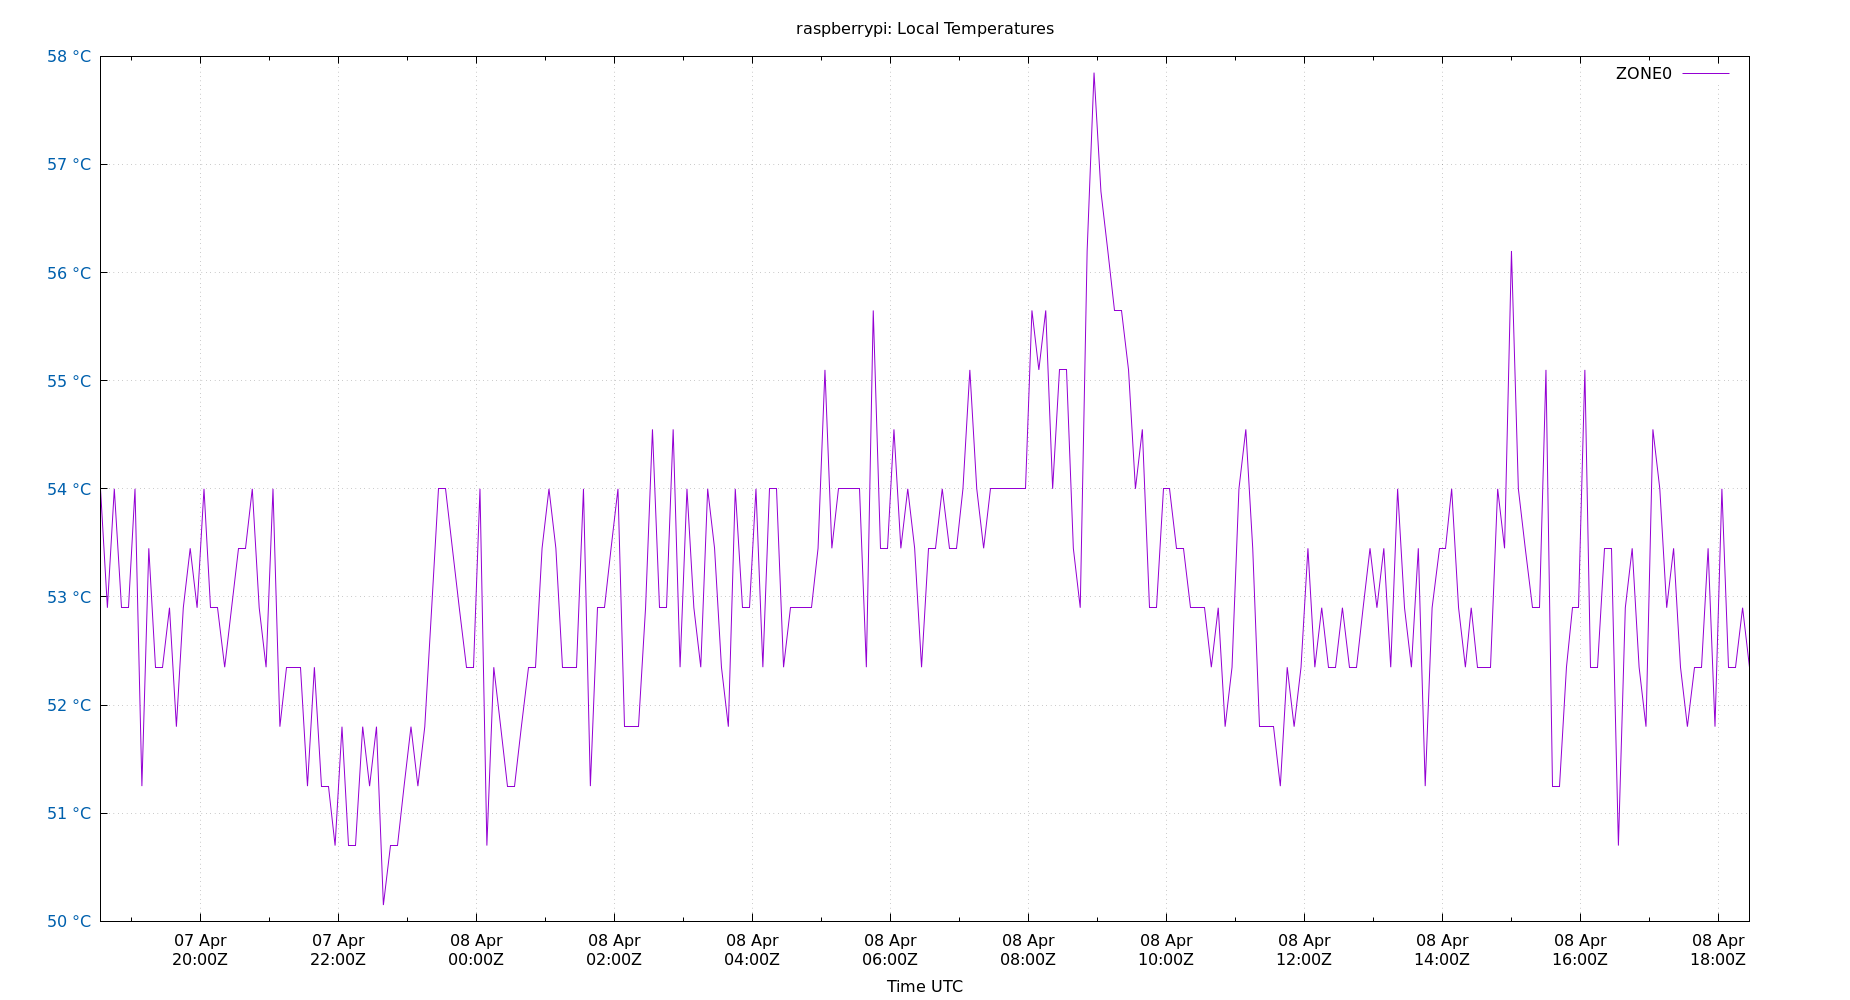 raspberrypi: Local Temperatures
ZONE0
58 °C
57 °C
56 °C
55 °C
54 °C
53 °C
52 °C
51 °C
50 °C
07 Apr
20:00Z
07 Apr
22:00Z
08 Apr
00:00Z
08 Apr
02:00Z
08 Apr
04:00Z
08 Apr
06:00Z
08 Apr
08:00Z
08 Apr
10:00Z
08 Apr
12:00Z
08 Apr
14:00Z
08 Apr
16:00Z
08 Apr
18:00Z
Time UTC